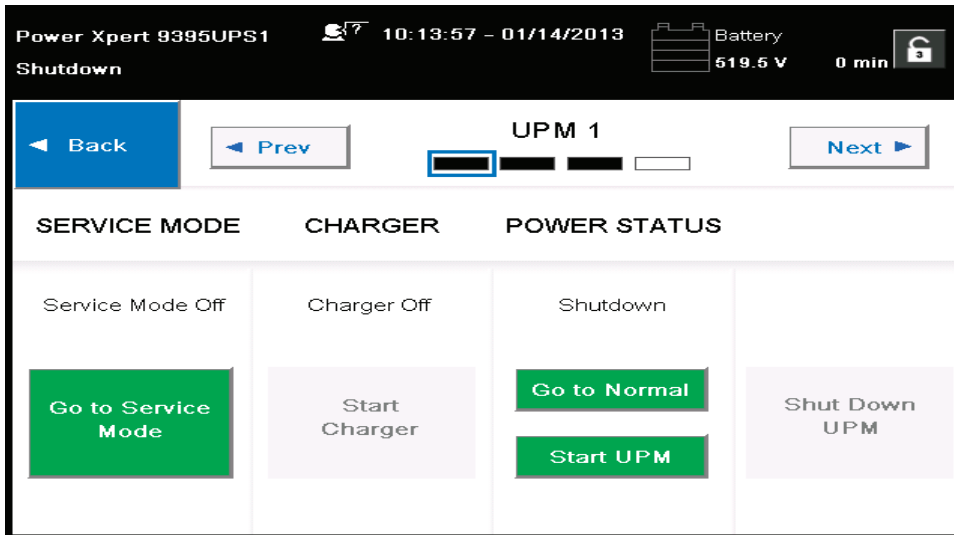 Power Xpert 9395UPS1 ? 10:13:57 - 01/14/2013 Battery
Shutdown 519.5 V 0 min 3
Back Prev UPM 1 Next
SERVICE MODE CHARGER POWER STATUS
Service Mode Off Charger Off Shutdown
Go to Service
Mode
Start
Charger
Go to Normal
Start UPM
Shut Down
UPM